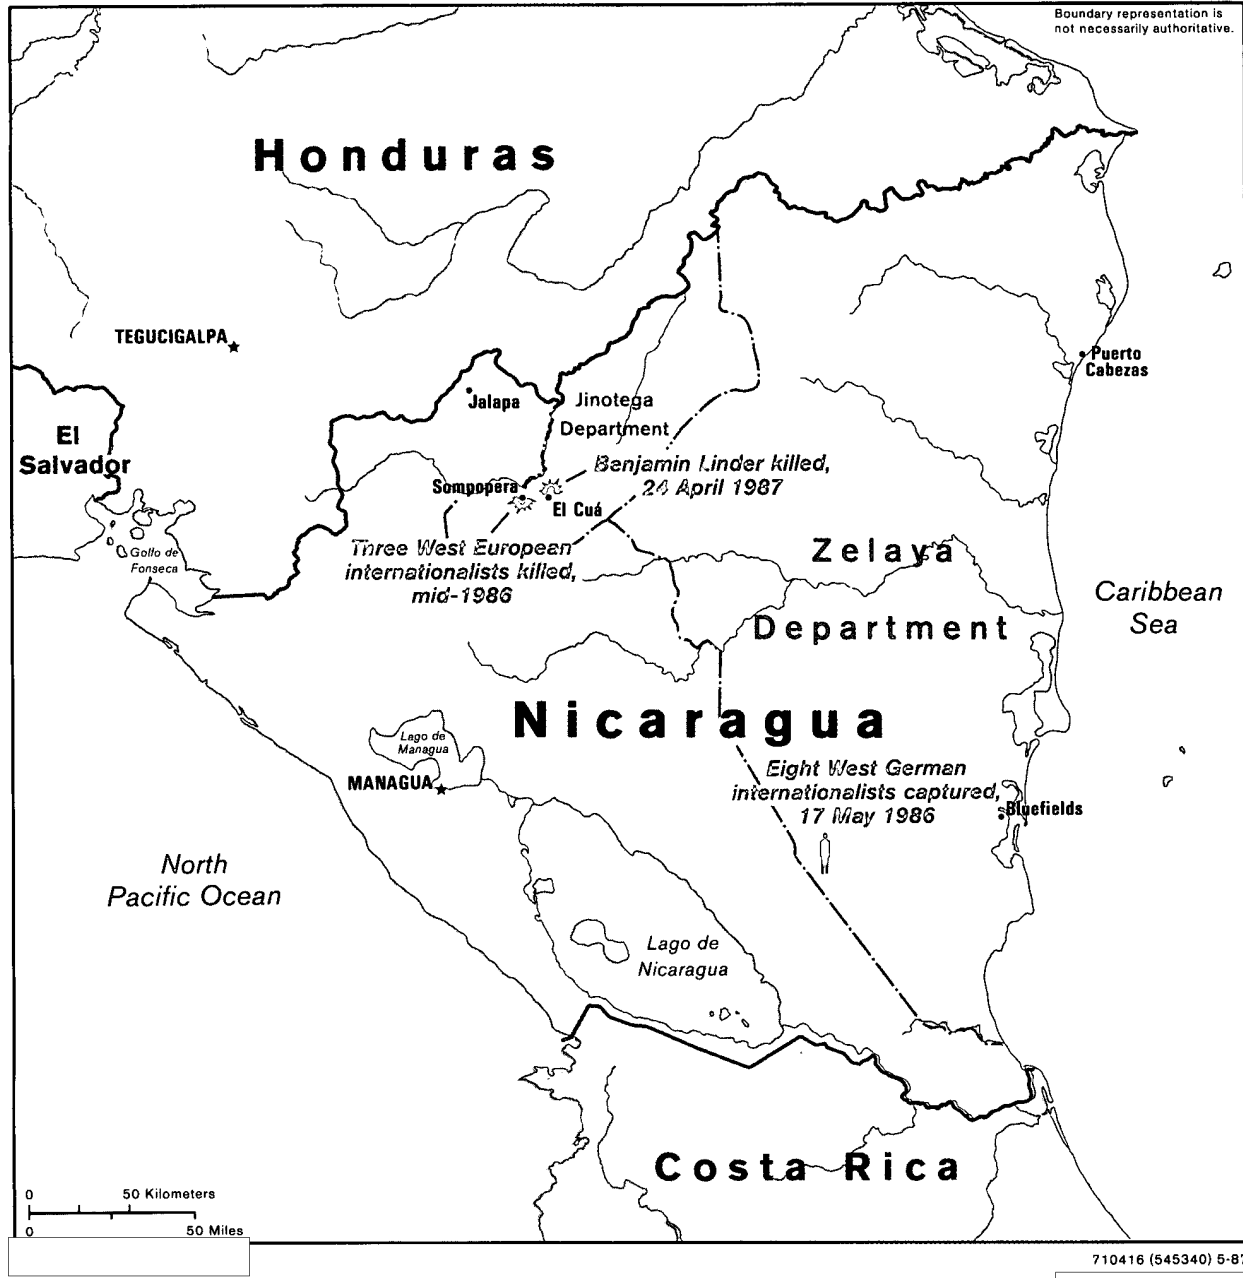 Boundary representation is
not necessarily authoritative.
Honduras
TEGUCIGALPA
Puerto
Cabezas
Jalapa
Jinotega
Department
El
Salvador
Benjamin Linder killed,
24 April 1987
Sompopera
El Cuá
Golfo de
Fonseca
Three West European
internationalists killed,
mid-1986
Zelaya
Department
Caribbean
Sea
Nicaragua
Lago de
Managua
MANAGUA
Eight West German
internationalists captured,
17 May 1986
Bluefields
North
Pacific Ocean
Lago de
Nicaragua
Costa Rica
0 50 Kilometers
0 50 Miles
710416 (545340) 5-87